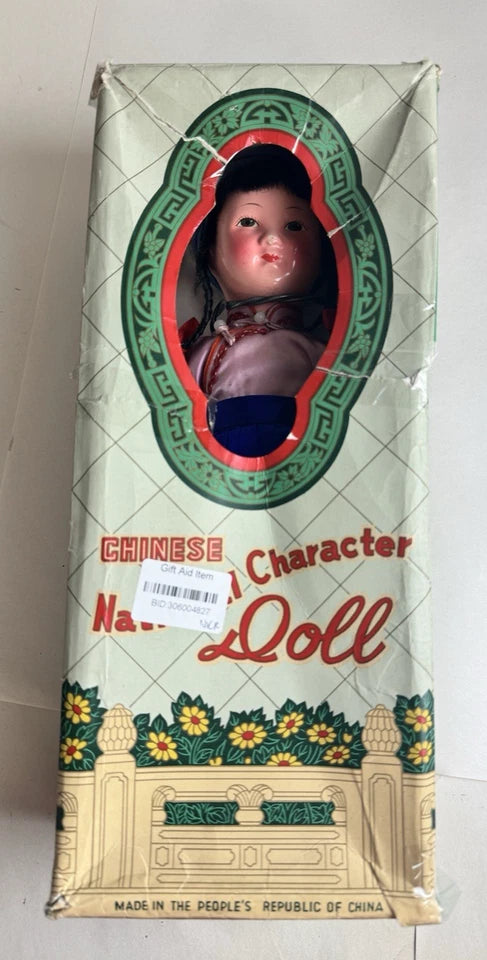 CHINESE
Character
Doll
Gift Aid Item
BID:306004827
MADE IN THE PEOPLE'S REPUBLIC OF CHINA